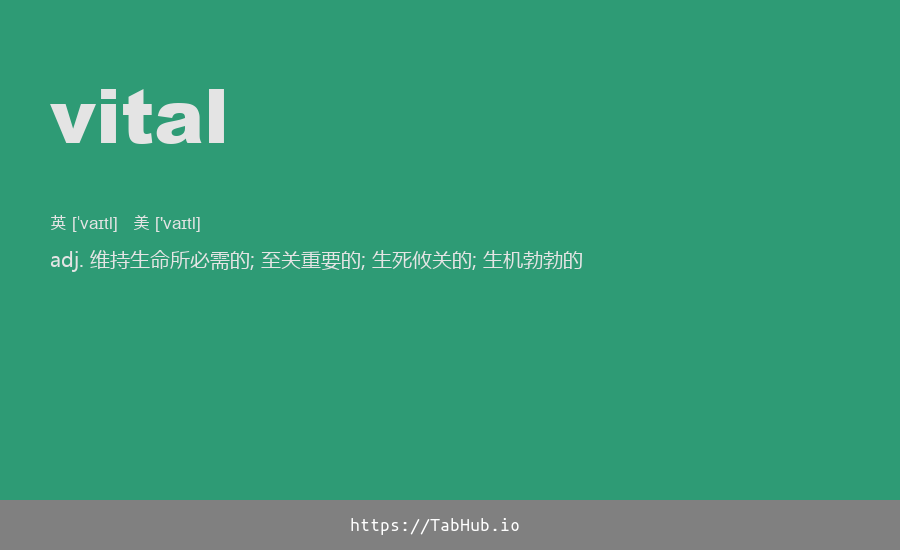 vital
英 ['vaɪtl] 美 ['vaɪtl]
adj. 维持生命所必需的; 至关重要的; 生死攸关的; 生机勃勃的
https://TabHub.io